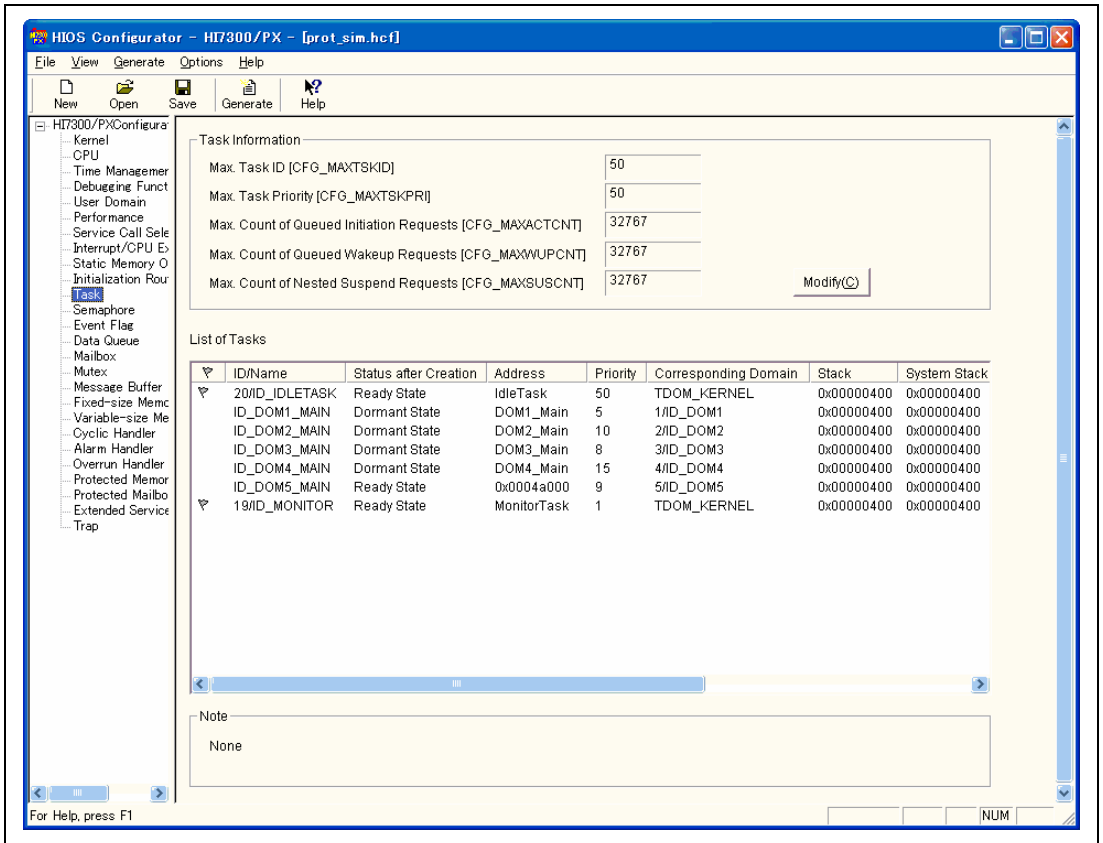 HIOS Configurator - HI7300/PX - [prot_sim.hcf]
File View Generate Options Help
New Open Save Generate Help
HI7300/PXConfigura
Kernel
CPU
Time Managemer
Debugging Funct
User Domain
Performance
Service Call Sele
Interrupt/CPU Ex
Static Memory O
Initialization Rou
Task
Semaphore
Event Flag
Data Queue
Mailbox
Mutex
Message Buffer
Fixed-size Memo
Variable-size Me
Cyclic Handler
Alarm Handler
Overrun Handler
Protected Memor
Protected Mailbo
Extended Service
Trap
Task Information
Max. Task ID [CFG_MAXTSKID] 50
Max. Task Priority [CFG_MAXTSKPRI] 50
Max. Count of Queued Initiation Requests [CFG_MAXACTCNT] 32767
Max. Count of Queued Wakeup Requests [CFG_MAXWUPCNT] 32767
Max. Count of Nested Suspend Requests [CFG_MAXSUSCNT] 32767 Modify(C)
List of Tasks
ID/Name Status after Creation Address Priority Corresponding Domain Stack System Stack
20/ID_IDLETASK Ready State IdleTask 50 TDOM_KERNEL 0x00000400 0x00000400
ID_DOM1_MAIN Dormant State DOM1_Main 5 1/ID_DOM1 0x00000400 0x00000400
ID_DOM2_MAIN Dormant State DOM2_Main 10 2/ID_DOM2 0x00000400 0x00000400
ID_DOM3_MAIN Dormant State DOM3_Main 8 3/ID_DOM3 0x00000400 0x00000400
ID_DOM4_MAIN Dormant State DOM4_Main 15 4/ID_DOM4 0x00000400 0x00000400
ID_DOM5_MAIN Ready State 0x0004a000 9 5/ID_DOM5 0x00000400 0x00000400
19/ID_MONITOR Ready State MonitorTask 1 TDOM_KERNEL 0x00000400 0x00000400
Note
None
For Help, press F1 NUM